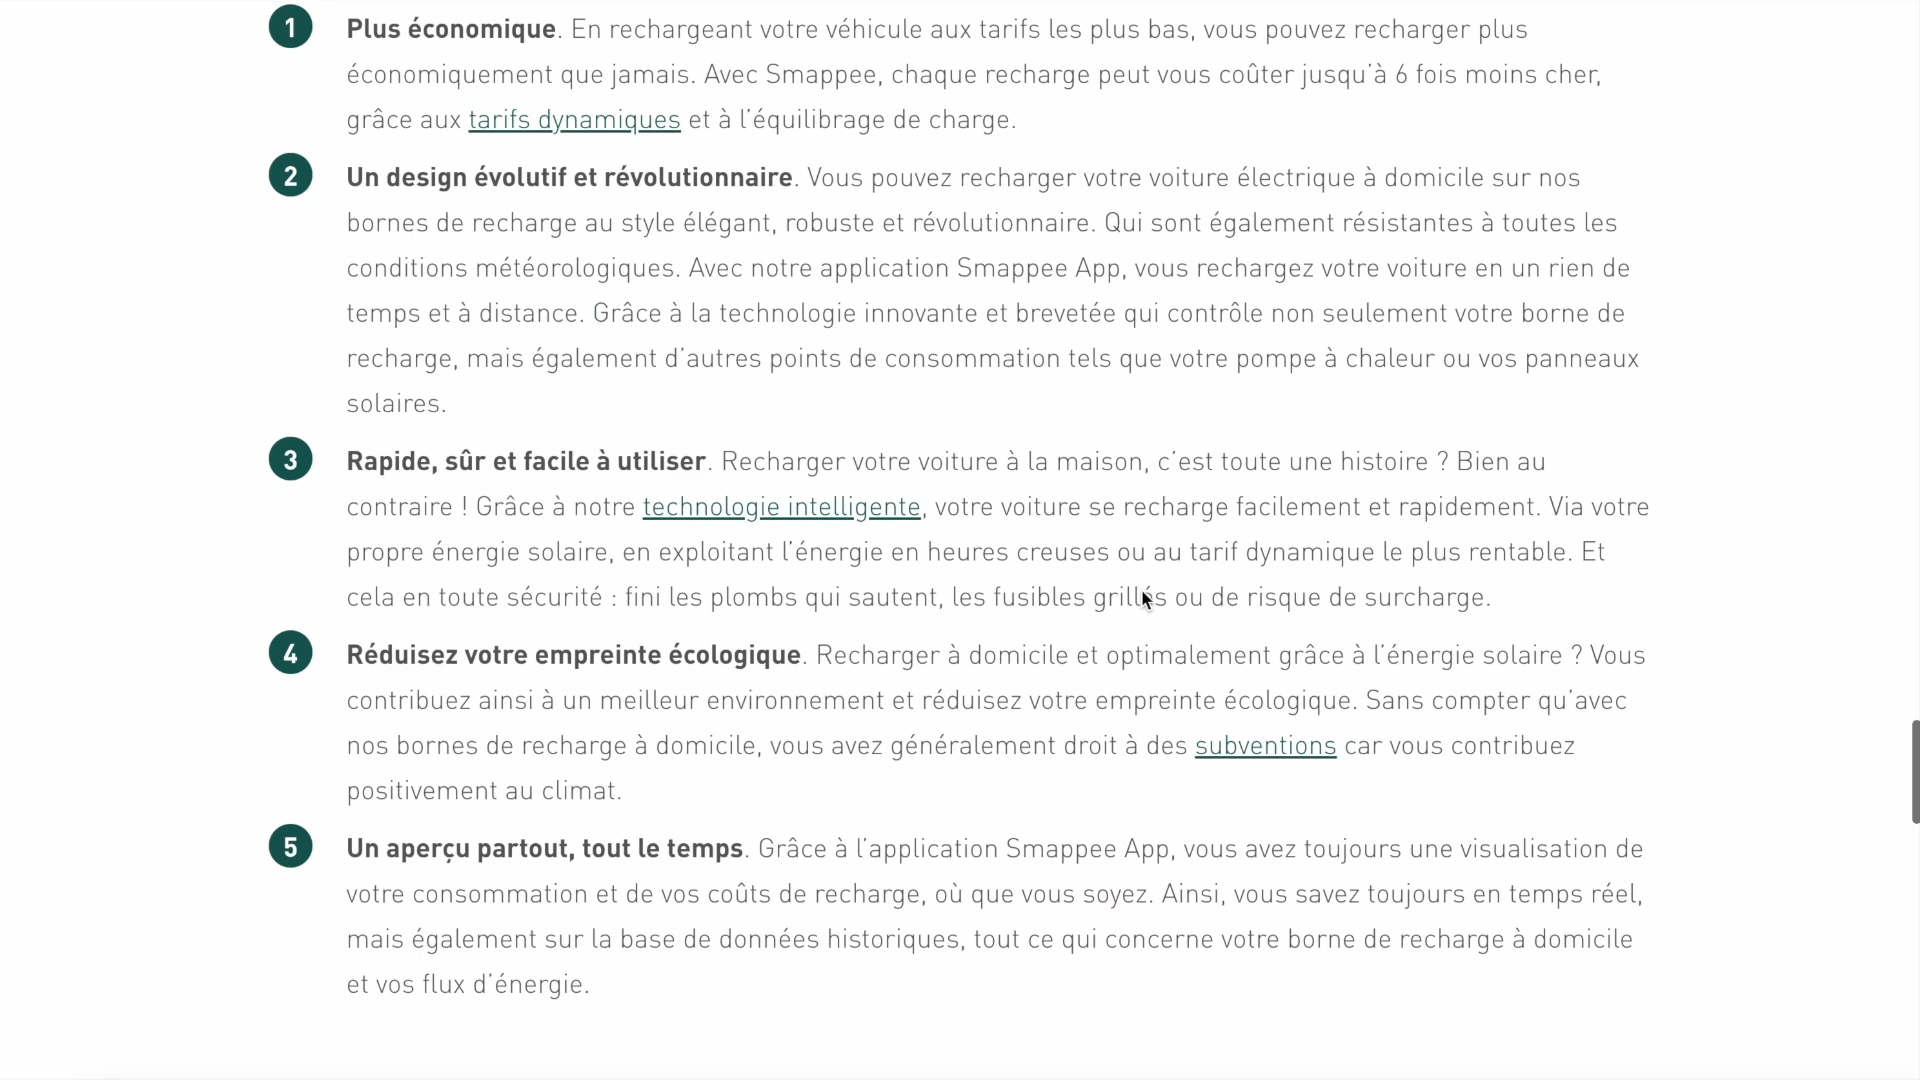 1 Plus économique. En rechargeant votre véhicule aux tarifs les plus bas, vous pouvez recharger plus
économiquement que jamais. Avec Smappee, chaque recharge peut vous coûter jusqu'à 6 fois moins cher,
grâce aux tarifs dynamiques et à l'équilibrage de charge.
2 Un design évolutif et révolutionnaire. Vous pouvez recharger votre voiture électrique à domicile sur nos
bornes de recharge au style élégant, robuste et révolutionnaire. Qui sont également résistantes à toutes les
conditions météorologiques. Avec notre application Smappee App, vous rechargez votre voiture en un rien de
temps et à distance. Grâce à la technologie innovante et brevetée qui contrôle non seulement votre borne de
recharge, mais également d'autres points de consommation tels que votre pompe à chaleur ou vos panneaux
solaires.
3 Rapide, sûr et facile à utiliser. Recharger votre voiture à la maison, c'est toute une histoire ? Bien au
contraire ! Grâce à notre technologie intelligente, votre voiture se recharge facilement et rapidement. Via votre
propre énergie solaire, en exploitant l'énergie en heures creuses ou au tarif dynamique le plus rentable. Et
cela en toute sécurité : fini les plombs qui sautent, les fusibles grillés ou de risque de surcharge.
4 Réduisez votre empreinte écologique. Recharger à domicile et optimalement grâce à l'énergie solaire ? Vous
contribuez ainsi à un meilleur environnement et réduisez votre empreinte écologique. Sans compter qu'avec
nos bornes de recharge à domicile, vous avez généralement droit à des subventions car vous contribuez
positivement au climat.
5 Un aperçu partout, tout le temps. Grâce à l'application Smappee App, vous avez toujours une visualisation de
votre consommation et de vos coûts de recharge, où que vous soyez. Ainsi, vous savez toujours en temps réel,
mais également sur la base de données historiques, tout ce qui concerne votre borne de recharge à domicile
et vos flux d'énergie.